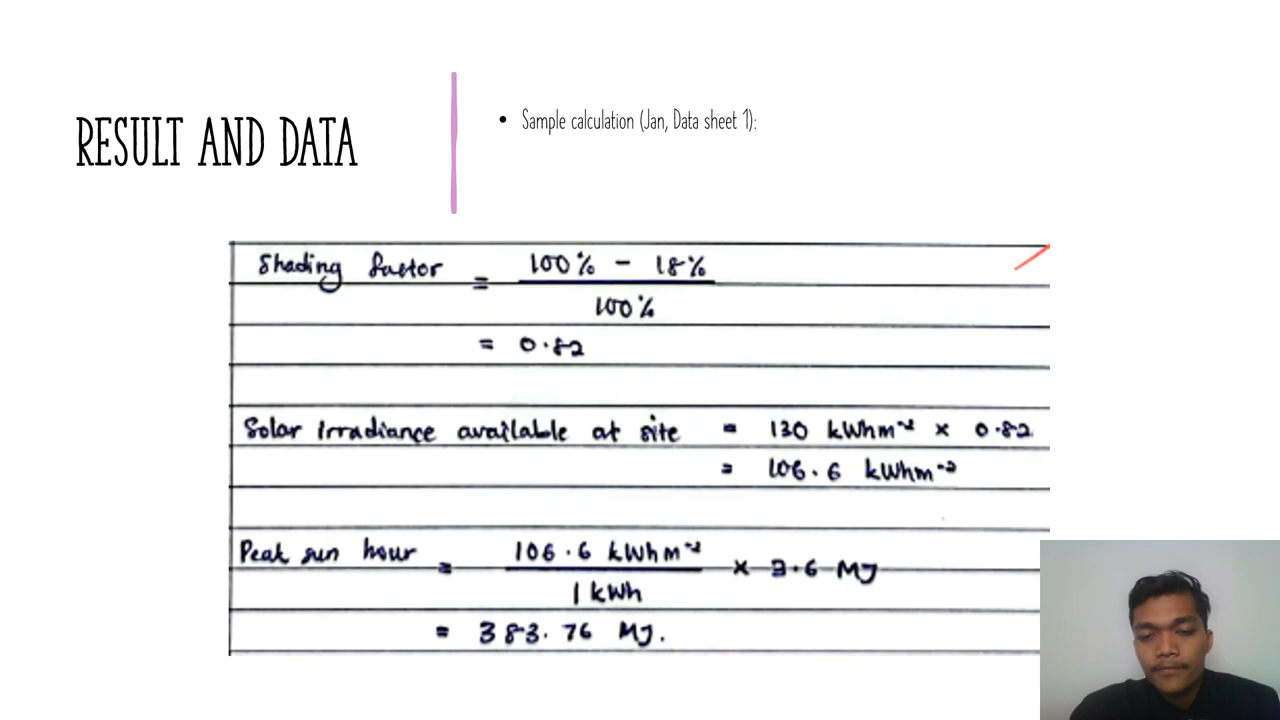 RESULT AND DATA
• Sample calculation (Jan, Data sheet 1):
Shading factor = 100% - 18%
100%
= 0.82
Solar irradiance available at site = 130 kWhm⁻² × 0.82
= 106.6 kWhm⁻²
Peak sun hour = 106.6 kWhm⁻² × 3.6 MJ
1 kWh
= 383.76 MJ.